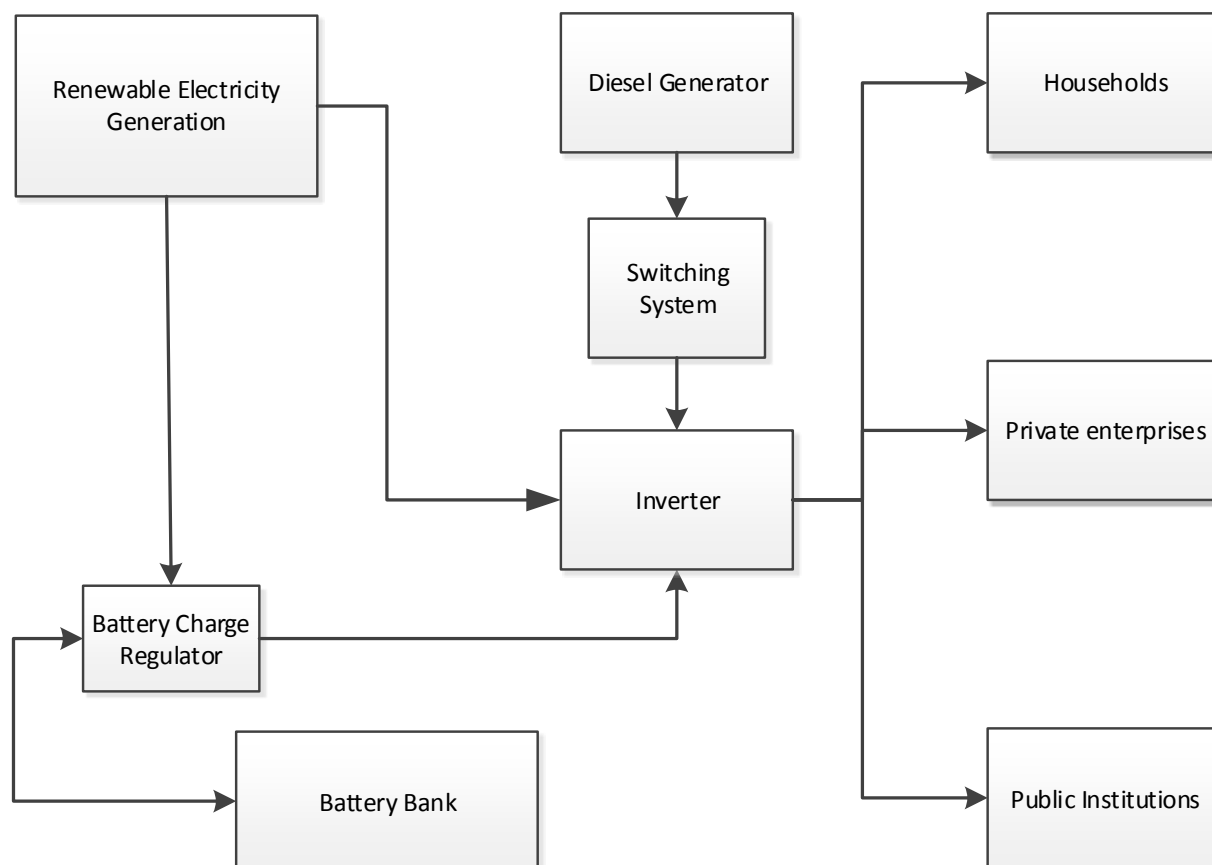 Renewable Electricity
Generation
Diesel Generator
Households
Switching
System
Private enterprises
Inverter
Battery Charge
Regulator
Battery Bank
Public Institutions